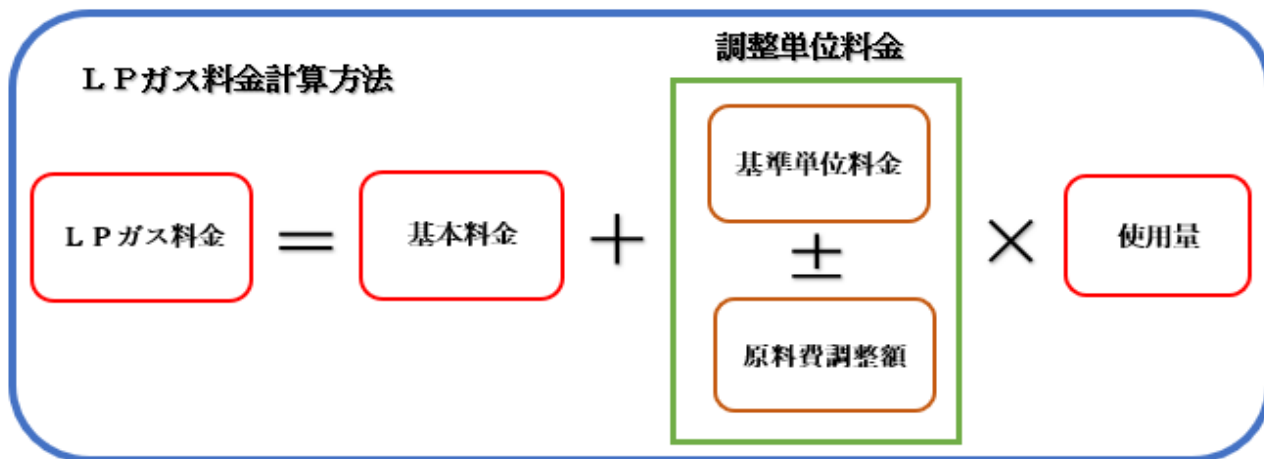 調整単位料金
LPガス料金計算方法
基準単位料金
LPガス料金 = 基本料金 + ± × 使用量
原料費調整額